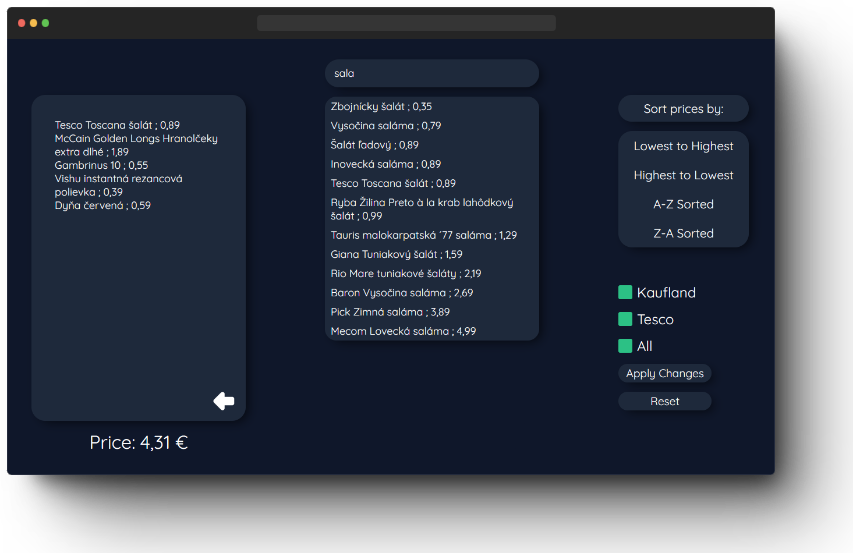 Tesco Toscana šalát ; 0,89
McCain Golden Longs Hranolčeky
extra dlhé ; 1,89
Gambrinus 10 ; 0,55
Vishu instantná rezancová
polievka ; 0,39
Dyňa červená ; 0,59
Price: 4,31 €
sala
Zbojnícky šalát ; 0,35
Vysočina saláma ; 0,79
Šalát ľadový ; 0,89
Inovecká saláma ; 0,89
Tesco Toscana šalát ; 0,89
Ryba Žilina Preto à la krab lahôdkový
šalát ; 0,99
Tauris malokarpatská ´77 saláma ; 1,29
Giana Tuniakový šalát ; 1,59
Rio Mare tuniakové šaláty ; 2,19
Baron Vysočina saláma ; 2,69
Pick Zimná saláma ; 3,89
Mecom Lovecká saláma ; 4,99
Sort prices by:
Lowest to Highest
Highest to Lowest
A-Z Sorted
Z-A Sorted
Kaufland
Tesco
All
Apply Changes
Reset